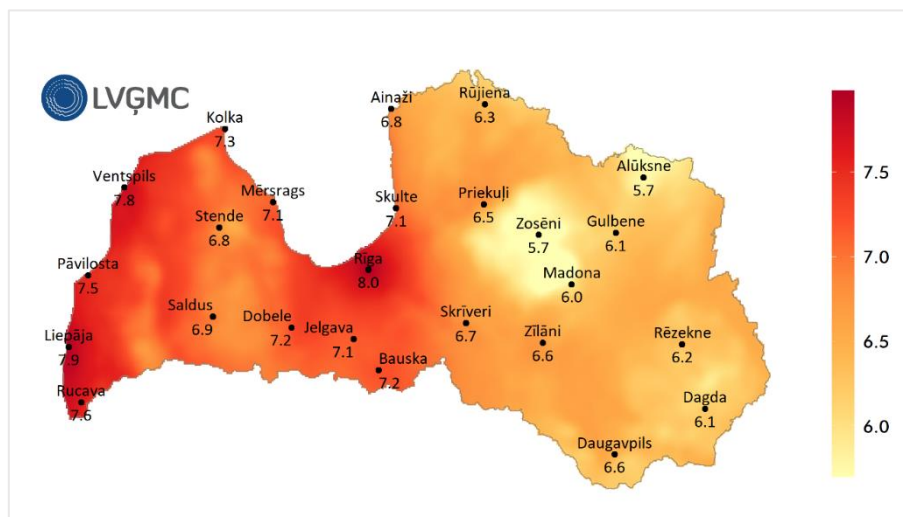 LVĢMC
Kolka
7.3
Ainaži
6.8
Rūjiena
6.3
Ventspils
7.8
Mērsrags
7.1
Stende
6.8
Skulte
7.1
Priekuļi
6.5
Alūksne
5.7
Zosēni
5.7
Gulbene
6.1
Pāvilosta
7.5
Rīga
8.0
Madona
6.0
Saldus
6.9
Dobele
7.2
Jelgava
7.1
Skrīveri
6.7
Zīlāni
6.6
Rēzekne
6.2
Liepāja
7.9
Bauska
7.2
Rucava
7.6
Dagda
6.1
Daugavpils
6.6
7.5
7.0
6.5
6.0